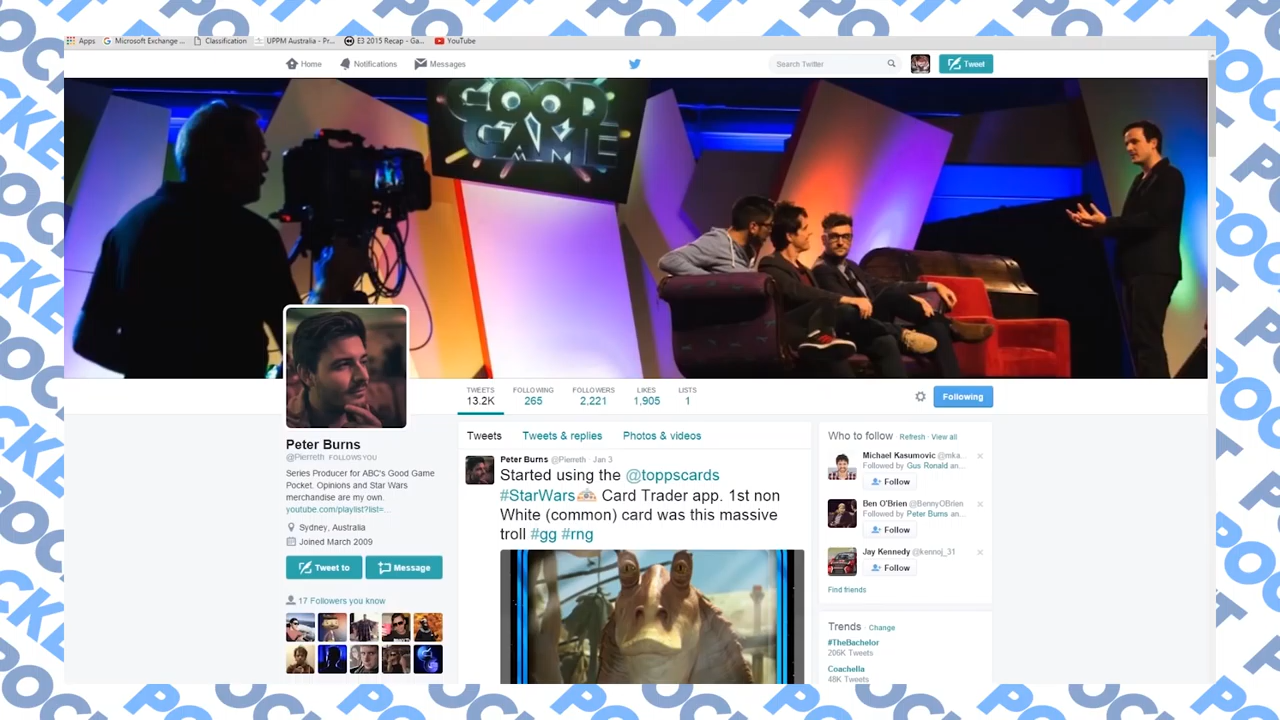 Apps Microsoft Exchange ... Classification UPPM Australia - Pr... E3 2015 Recap - Ga... YouTube
Home Notifications Messages Search Twitter Tweet
GOOD
GAME
TWEETS FOLLOWING FOLLOWERS LIKES LISTS
13.2K 265 2,221 1,905 1
Following
Peter Burns
@Pierreth FOLLOWS YOU
Series Producer for ABC's Good Game
Pocket. Opinions and Star Wars
merchandise are my own.
youtube.com/playlist?list=...
Sydney, Australia
Joined March 2009
Tweet to Message
17 Followers you know
Tweets Tweets & replies Photos & videos
Peter Burns @Pierreth · Jan 3
Started using the @toppscards
#StarWars Card Trader app. 1st non
White (common) card was this massive
troll #gg #rng
Who to follow Refresh · View all
Michael Kasumovic @mka...
Followed by Gus Ronald an...
Follow
Ben O'Brien @BennyOBrien
Followed by Peter Burns an...
Follow
Jay Kennedy @kennoj_31
Follow
Find friends
Trends · Change
#TheBachelor
206K Tweets
Coachella
48K Tweets
POCKET